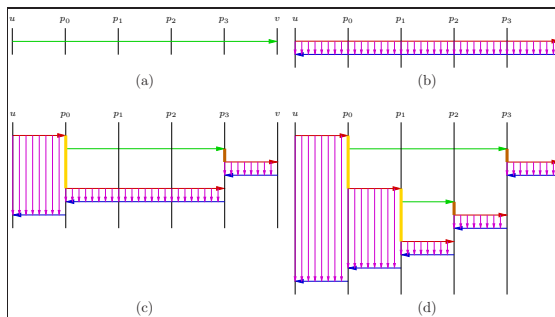 u p0 p1 p2 p3 v
(a)
u p0 p1 p2 p3
(b)
u p0 p1 p2 p3 v
(c)
u p0 p1 p2 p3
(d)